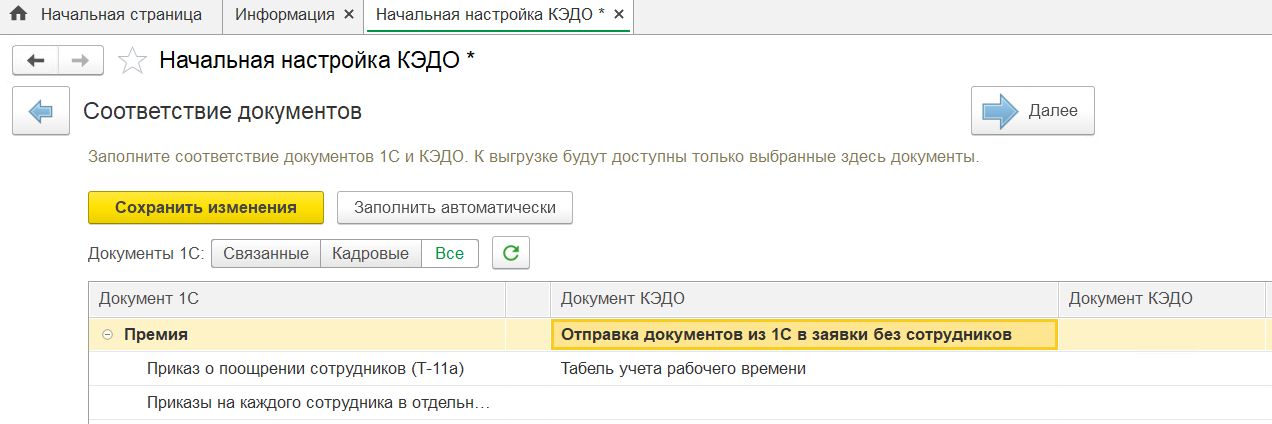 Начальная страница Информация × Начальная настройка КЭДО * ×
Начальная настройка КЭДО *
Соответствие документов Далее
Заполните соответствие документов 1С и КЭДО. К выгрузке будут доступны только выбранные здесь документы.
Сохранить изменения Заполнить автоматически
Документы 1С: Связанные Кадровые Все
Документ 1С Документ КЭДО Документ КЭДО
Премия Отправка документов из 1С в заявки без сотрудников
Приказ о поощрении сотрудников (Т-11а) Табель учета рабочего времени
Приказы на каждого сотрудника в отдельн…